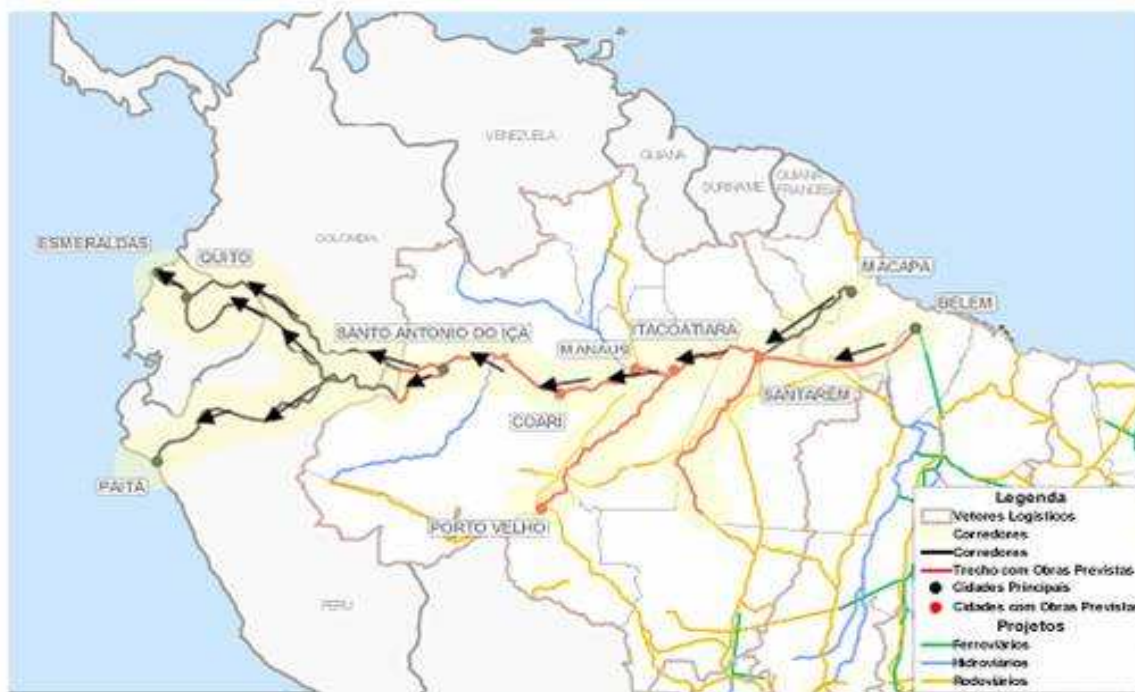 VENEZUELA
GUIANA
SURINAME
GUIANA
FRANCESA
ESMERALDAS
QUITO
COLOMBIA
MACAPA
BELEM
SANTO ANTONIO DO IÇA
ITACOATIARA
MANAUS
SANTAREM
COARI
PAITA
PORTO VELHO
PERU
Legenda
Vetores Logísticos
Corredores
Corredores
Trecho com Obras Previstas
Cidades Principais
Cidades com Obras Previstas
Projetos
Ferroviários
Hidroviários
Rodoviários